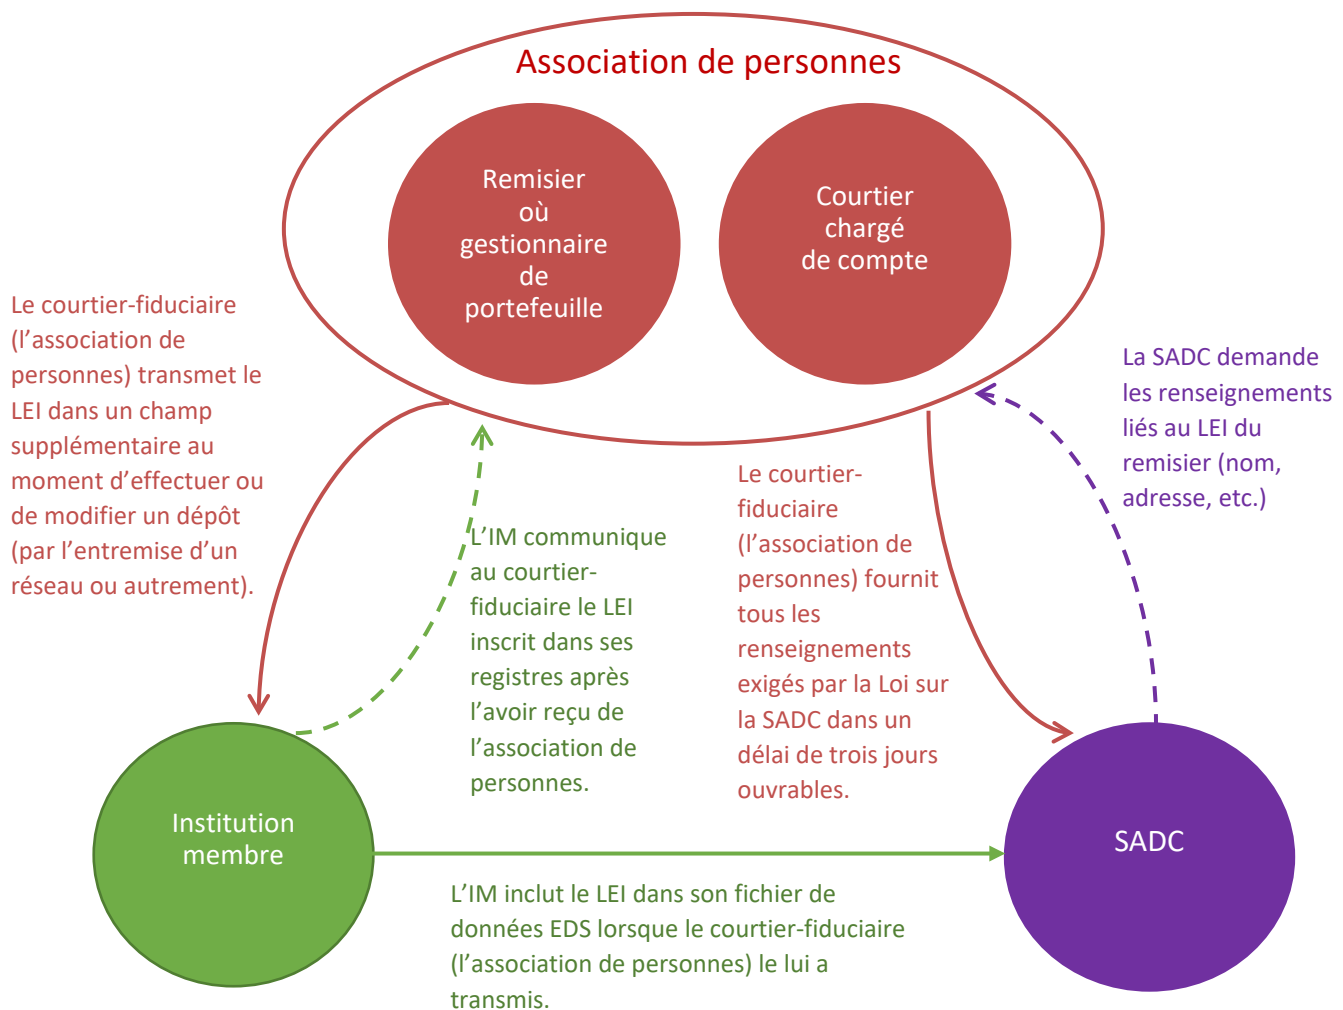 Association de personnes
Remisier
où
gestionnaire
de
portefeuille
Courtier
chargé
de compte
Le courtier-fiduciaire
(l’association de
personnes) transmet le
LEI dans un champ
supplémentaire au
moment d’effectuer ou
de modifier un dépôt
(par l’entremise d’un
réseau ou autrement).
L’IM communique
au courtier-
fiduciaire le LEI
inscrit dans ses
registres après
l’avoir reçu de
l’association de
personnes.
Le courtier-
fiduciaire
(l’association de
personnes) fournit
tous les
renseignements
exigés par la Loi sur
la SADC dans un
délai de trois jours
ouvrables.
La SADC demande
les renseignements
liés au LEI du
remisier (nom,
adresse, etc.)
Institution
membre
SADC
L’IM inclut le LEI dans son fichier de
données EDS lorsque le courtier-fiduciaire
(l’association de personnes) le lui a
transmis.